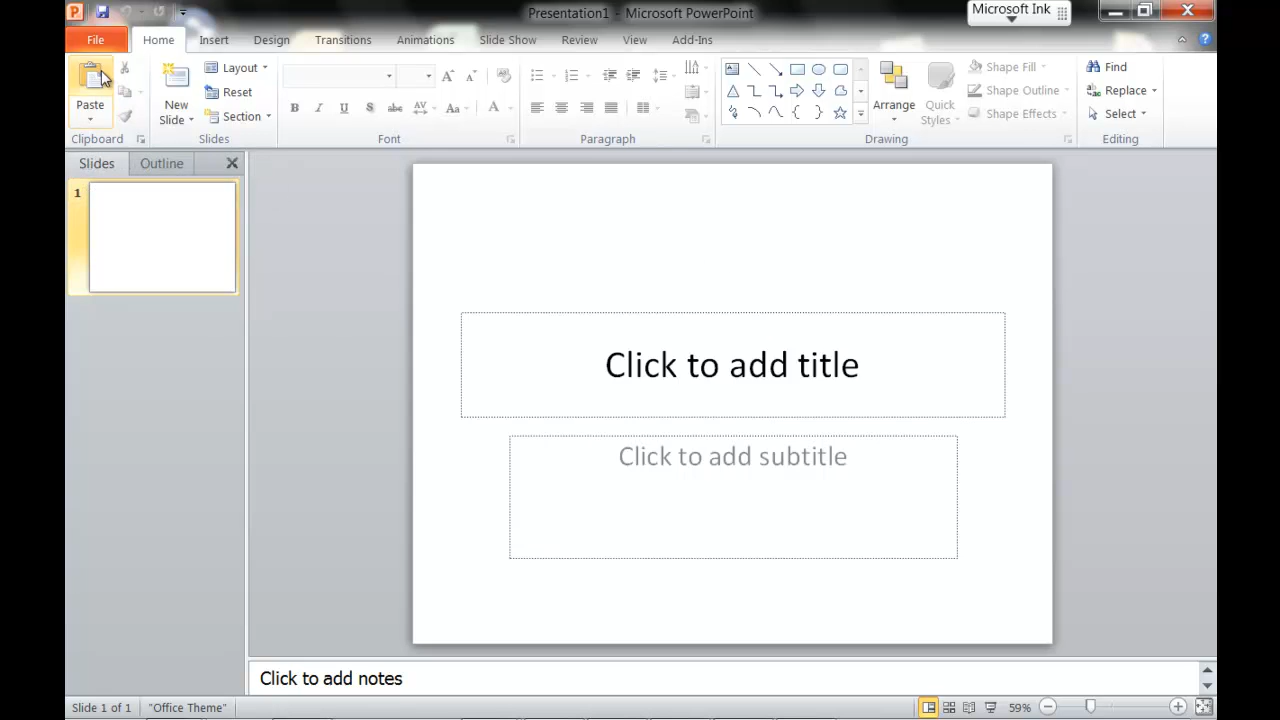 Presentation1 - Microsoft PowerPoint
Microsoft Ink
File Home Insert Design Transitions Animations Slide Show Review View Add-Ins
Paste
New Slide
Layout
Reset
Section
B I U S abc AV Aa A
A A
Arrange
Quick Styles
Shape Fill
Shape Outline
Shape Effects
Find
Replace
Select
Clipboard Slides Font Paragraph Drawing Editing
Slides Outline
1
Click to add title
Click to add subtitle
Click to add notes
Slide 1 of 1 "Office Theme" 59%